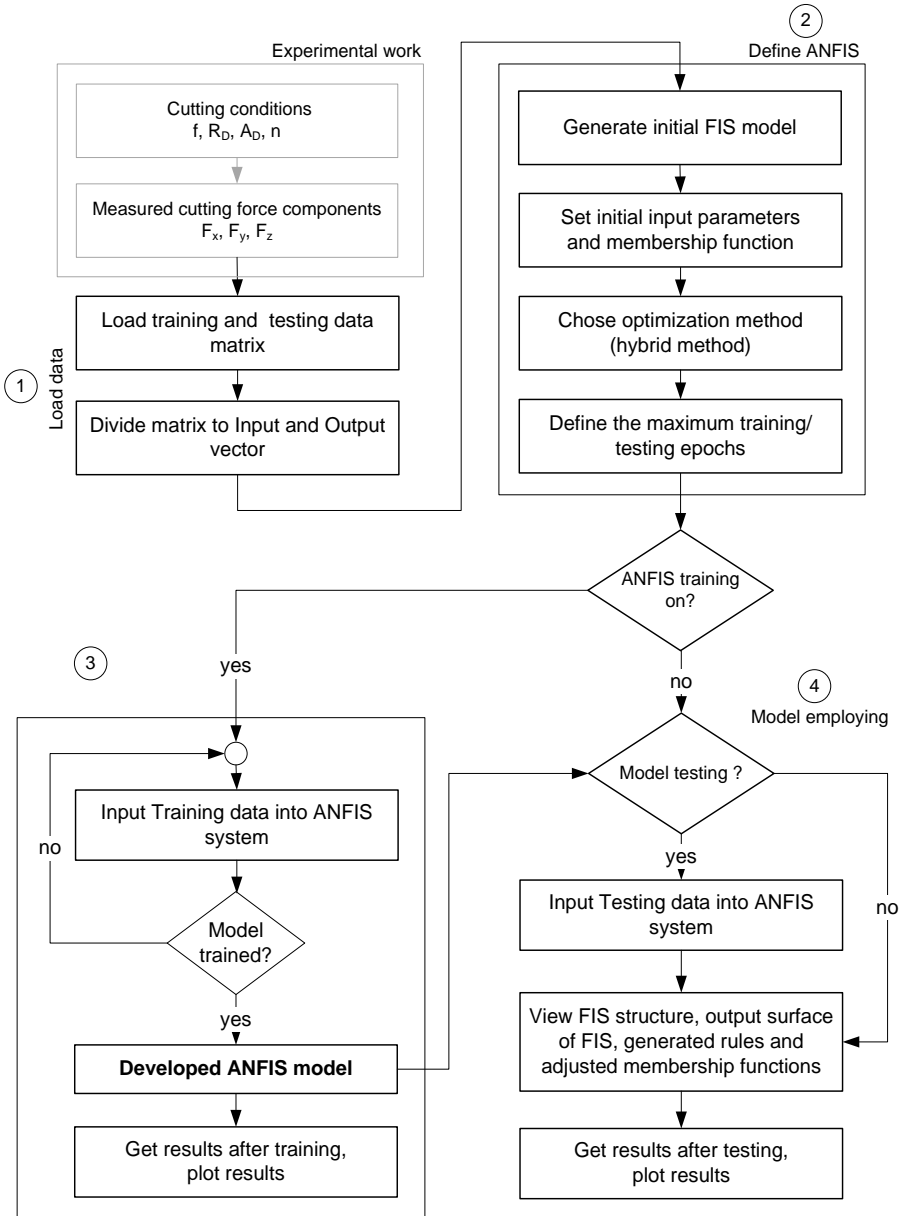 Experimental work
Cutting conditions
f, R_D, A_D, n
Measured cutting force components
F_x, F_y, F_z
1
Load data
Load training and testing data
matrix
Divide matrix to Input and Output
vector
2
Define ANFIS
Generate initial FIS model
Set initial input parameters
and membership function
Chose optimization method
(hybrid method)
Define the maximum training/
testing epochs
ANFIS training
on?
yes
no
3
Input Training data into ANFIS
system
no
Model
trained?
yes
Developed ANFIS model
Get results after training,
plot results
4
Model employing
Model testing ?
yes
no
Input Testing data into ANFIS
system
View FIS structure, output surface
of FIS, generated rules and
adjusted membership functions
Get results after testing,
plot results